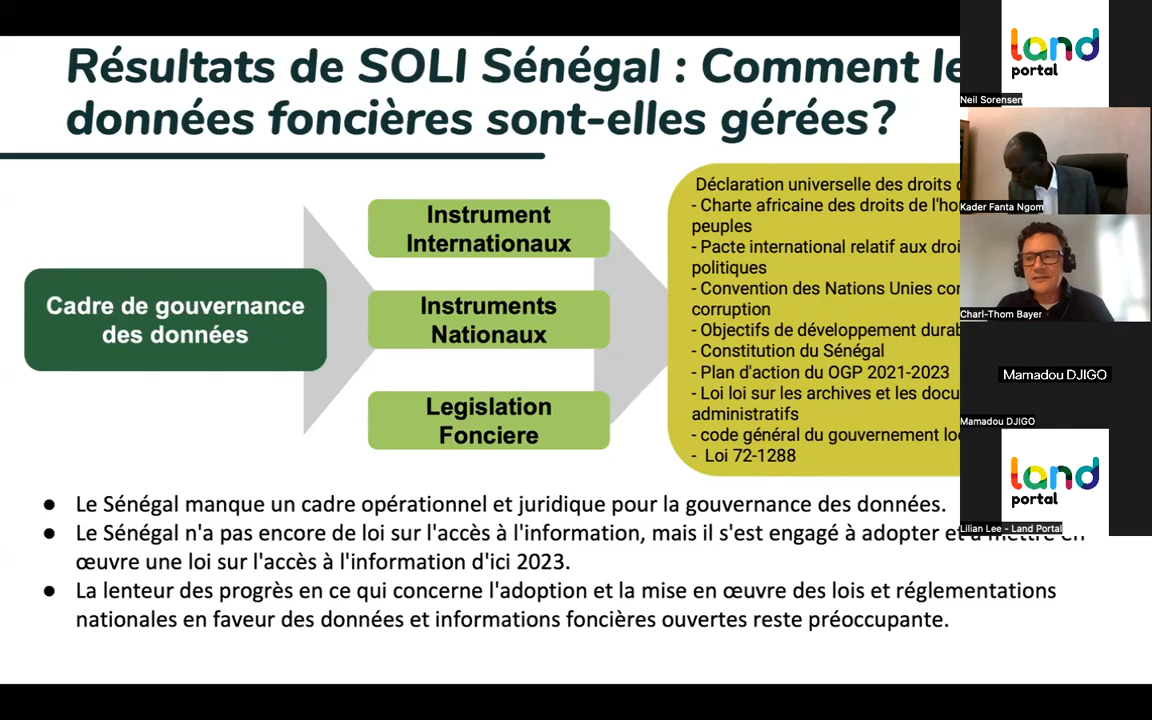 Résultats de SOLI Sénégal : Comment le
données foncières sont-elles gérées?
Cadre de gouvernance
des données
Instrument
Internationaux
Instruments
Nationaux
Législation
Fonciere
Déclaration universelle des droits
- Charte africaine des droits de
peuples
- Pacte international relatif aux
politiques
- Convention des Nations Unies
corruption
- Objectifs de développement
- Constitution du Sénégal
- Plan d'action du OGP 2021-2023
- Loi loi sur les archives et les
administratifs
- code général du gouvernement
- Loi 72-1288
● Le Sénégal manque un cadre opérationnel et juridique pour la gouvernance des données.
● Le Sénégal n'a pas encore de loi sur l'accès à l'information, mais il s'est engagé à adopter et à mettre en
œuvre une loi sur l'accès à l'information d'ici 2023.
● La lenteur des progrès en ce qui concerne l'adoption et la mise en œuvre des lois et réglementations
nationales en faveur des données et informations foncières ouvertes reste préoccupante.
land
portal
Neil Sorensen
Kader Fanta Ngom
Charl-Thom Bayer
Mamadou DJIGO
Mamadou DJIGO
land
portal
Lilian Lee - Land Portal